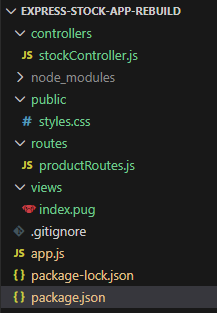 EXPRESS-STOCK-APP-REBUILD
controllers
JS stockController.js
node_modules
public
# styles.css
routes
JS productRoutes.js
views
index.pug
.gitignore
JS app.js
{} package-lock.json
{} package.json